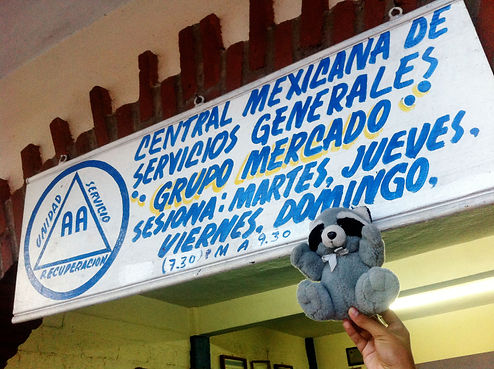 CENTRAL MEXICANA DE
SERVICIOS GENERALES
"GRUPO MERCADO"
SESIONA: MARTES, JUEVES,
VIERNES, DOMINGO,
(7.30) P M A 9.30
UNIDAD
SERVICIO
AA
RECUPERACION